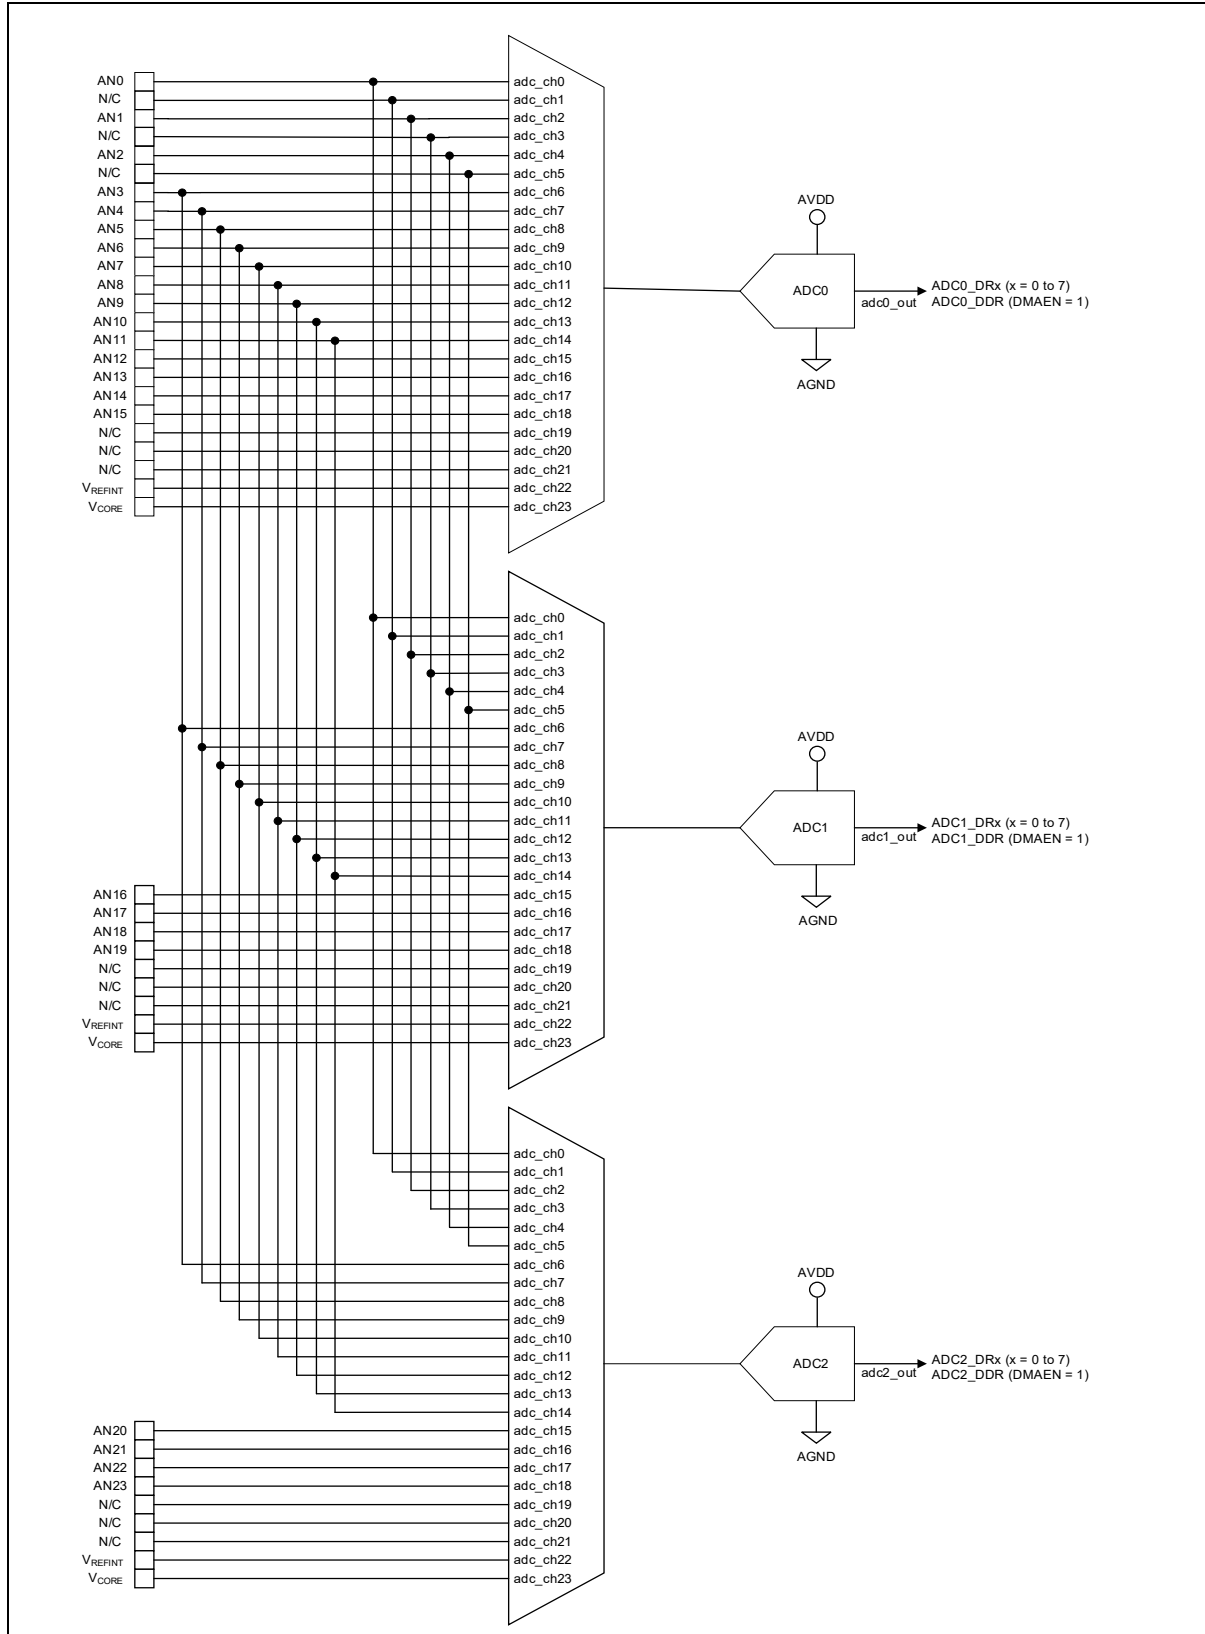 AN0 adc_ch0
N/C adc_ch1
AN1 adc_ch2
N/C adc_ch3
AN2 adc_ch4
N/C adc_ch5
AN3 adc_ch6
AN4 adc_ch7
AN5 adc_ch8
AN6 adc_ch9
AN7 adc_ch10
AN8 adc_ch11
AN9 adc_ch12
AN10 adc_ch13
AN11 adc_ch14
AN12 adc_ch15
AN13 adc_ch16
AN14 adc_ch17
AN15 adc_ch18
N/C adc_ch19
N/C adc_ch20
N/C adc_ch21
VREFINT adc_ch22
VCORE adc_ch23
AVDD
ADC0
adc0_out
ADC0_DRx (x = 0 to 7)
ADC0_DDR (DMAEN = 1)
AGND
adc_ch0
adc_ch1
adc_ch2
adc_ch3
adc_ch4
adc_ch5
adc_ch6
adc_ch7
adc_ch8
adc_ch9
adc_ch10
adc_ch11
adc_ch12
adc_ch13
adc_ch14
AN16 adc_ch15
AN17 adc_ch16
AN18 adc_ch17
AN19 adc_ch18
N/C adc_ch19
N/C adc_ch20
N/C adc_ch21
VREFINT adc_ch22
VCORE adc_ch23
AVDD
ADC1
adc1_out
ADC1_DRx (x = 0 to 7)
ADC1_DDR (DMAEN = 1)
AGND
adc_ch0
adc_ch1
adc_ch2
adc_ch3
adc_ch4
adc_ch5
adc_ch6
adc_ch7
adc_ch8
adc_ch9
adc_ch10
adc_ch11
adc_ch12
adc_ch13
adc_ch14
AN20 adc_ch15
AN21 adc_ch16
AN22 adc_ch17
AN23 adc_ch18
N/C adc_ch19
N/C adc_ch20
N/C adc_ch21
VREFINT adc_ch22
VCORE adc_ch23
AVDD
ADC2
adc2_out
ADC2_DRx (x = 0 to 7)
ADC2_DDR (DMAEN = 1)
AGND